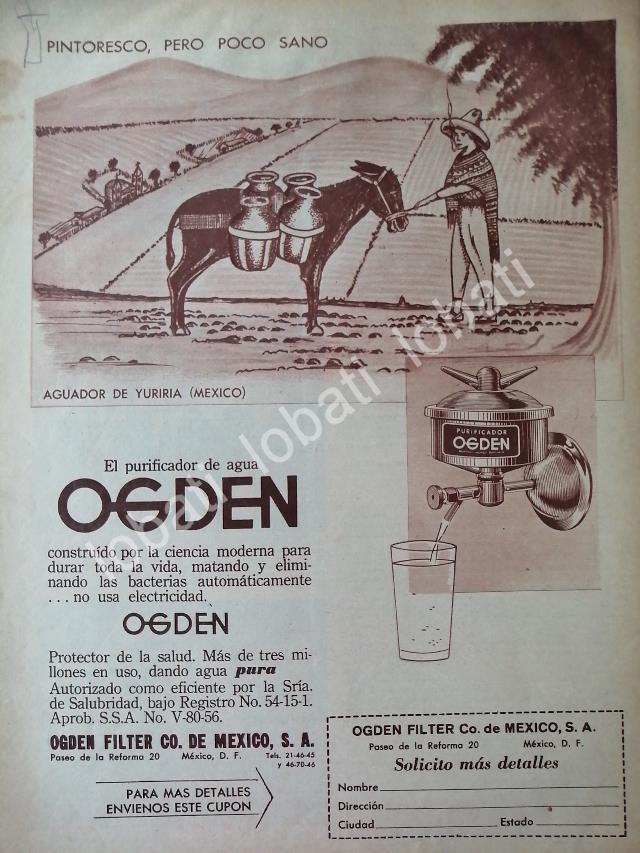 PINTORESCO, PERO POCO SANO
AGUADOR DE YURIRIA (MEXICO)
PURIFICADOR
OGDEN
El purificador de agua
OGDEN
construído por la ciencia moderna para
durar toda la vida, matando y elimi-
nando las bacterias automáticamente
... no usa electricidad.
OGDEN
Protector de la salud. Más de tres mi-
llones en uso, dando agua pura
Autorizado como eficiente por la Sría.
de Salubridad, bajo Registro No. 54-15-1.
Aprob. S.S.A. No. V-80-56.
OGDEN FILTER CO. DE MEXICO, S. A.
Paseo de la Reforma 20 México, D. F. Tels. 21-46-45
y 46-70-46
PARA MAS DETALLES
ENVIENOS ESTE CUPON
OGDEN FILTER Co. de MEXICO, S. A.
Paseo de la Reforma 20 México, D. F.
Solicito más detalles
Nombre
Dirección
Ciudad Estado
lobati lobati lobati lobati